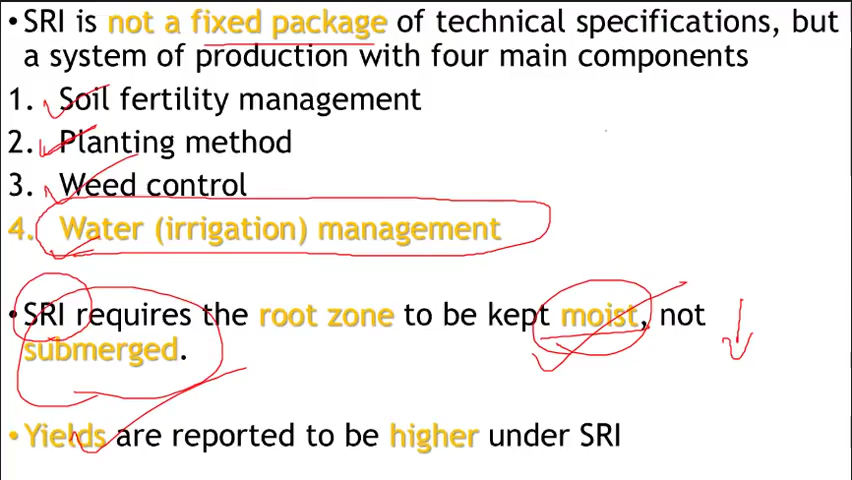 •SRI is not a fixed package of technical specifications, but
a system of production with four main components
1. Soil fertility management
2. Planting method
3. Weed control
4. Water (irrigation) management
•SRI requires the root zone to be kept moist, not
submerged.
•Yields are reported to be higher under SRI